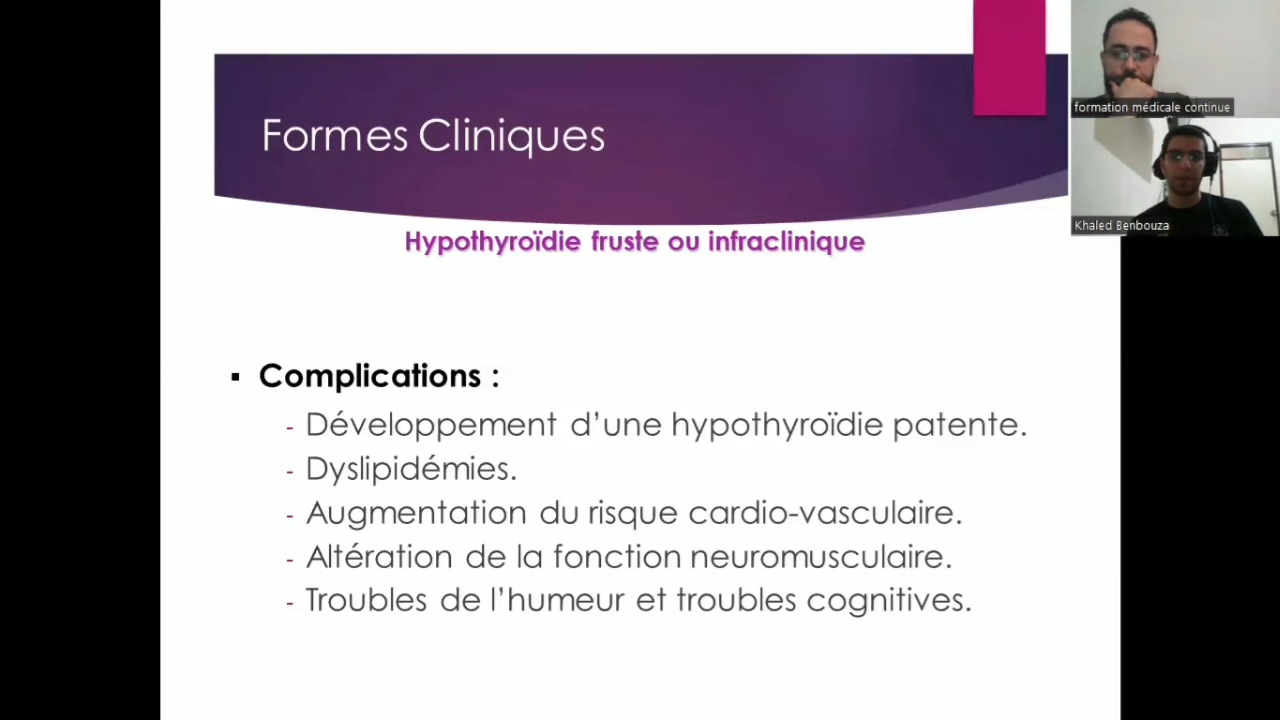 Formes Cliniques
formation médicale continue
Khaled Benbouza
Hypothyroïdie fruste ou infraclinique
▪ Complications :
- Développement d’une hypothyroïdie patente.
- Dyslipidémies.
- Augmentation du risque cardio-vasculaire.
- Altération de la fonction neuromusculaire.
- Troubles de l’humeur et troubles cognitives.